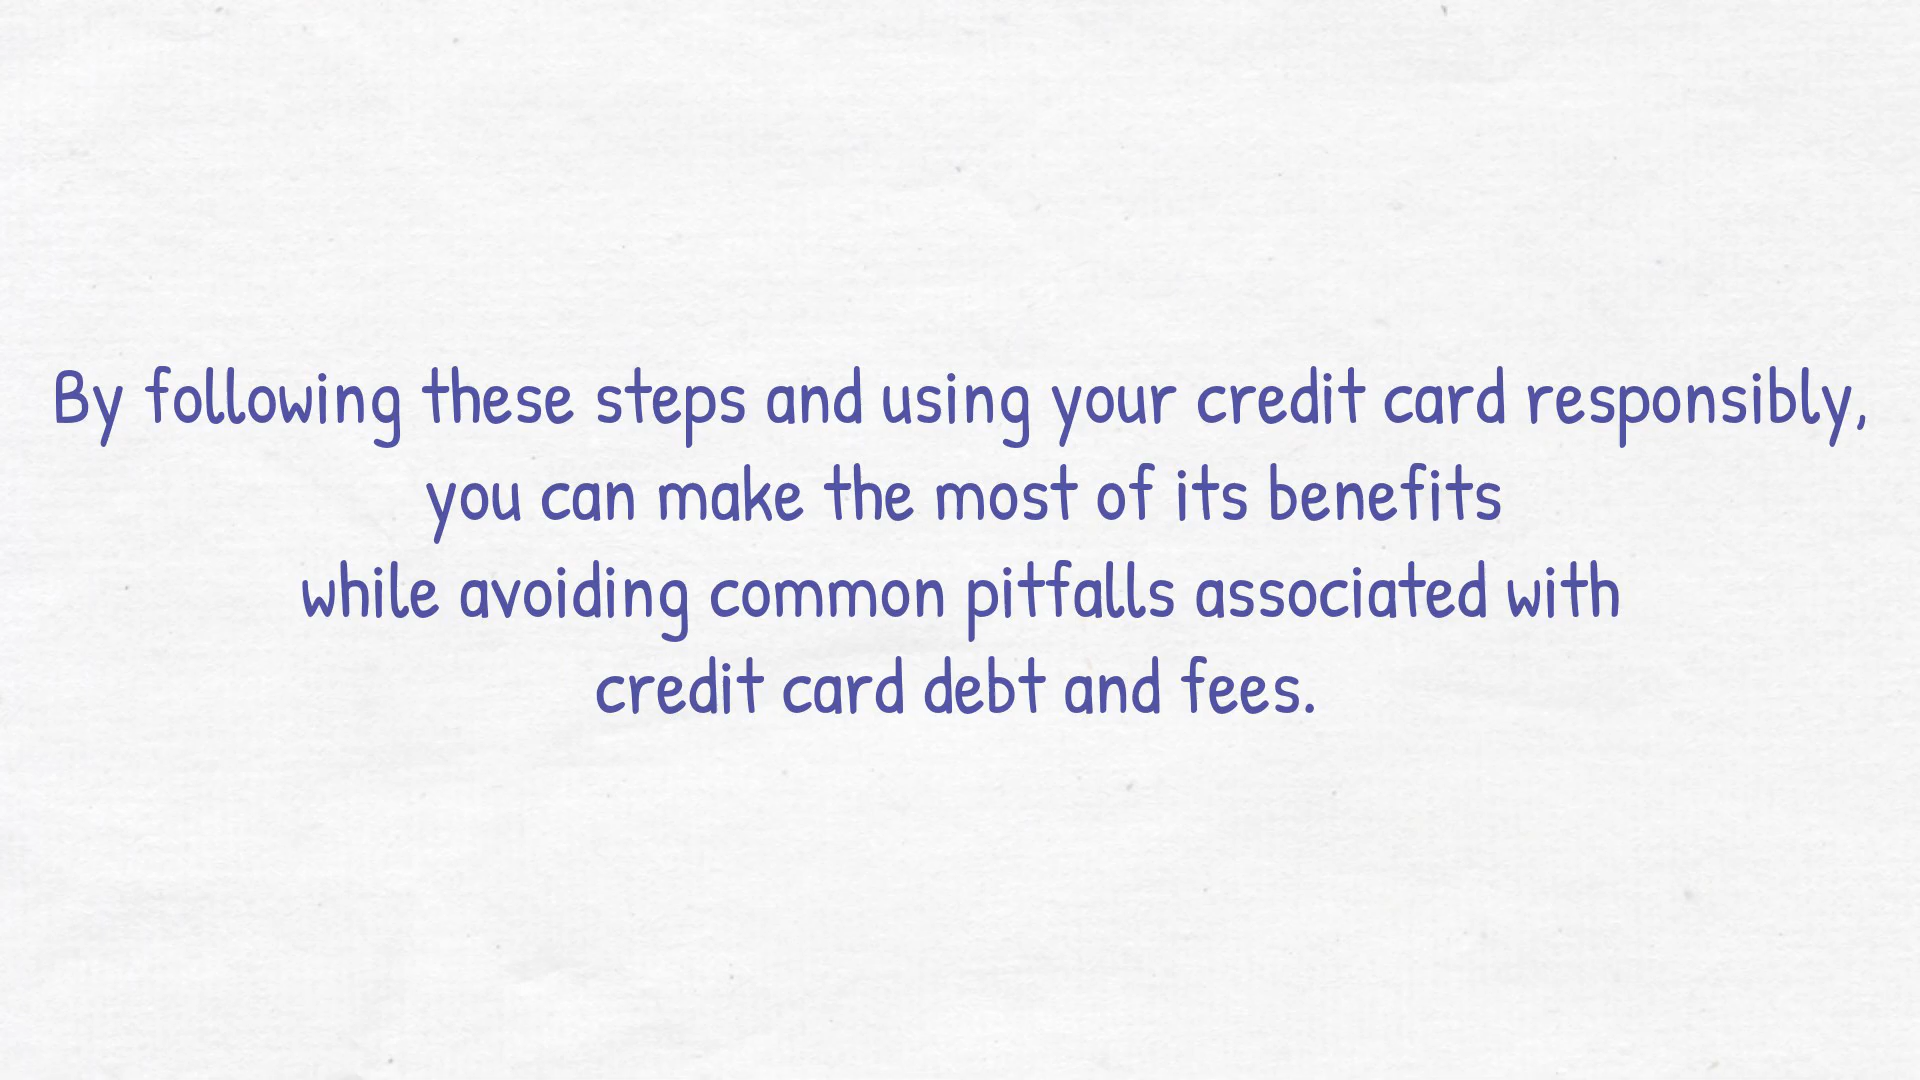 By following these steps and using your credit card responsibly,
you can make the most of its benefits
while avoiding common pitfalls associated with
credit card debt and fees.